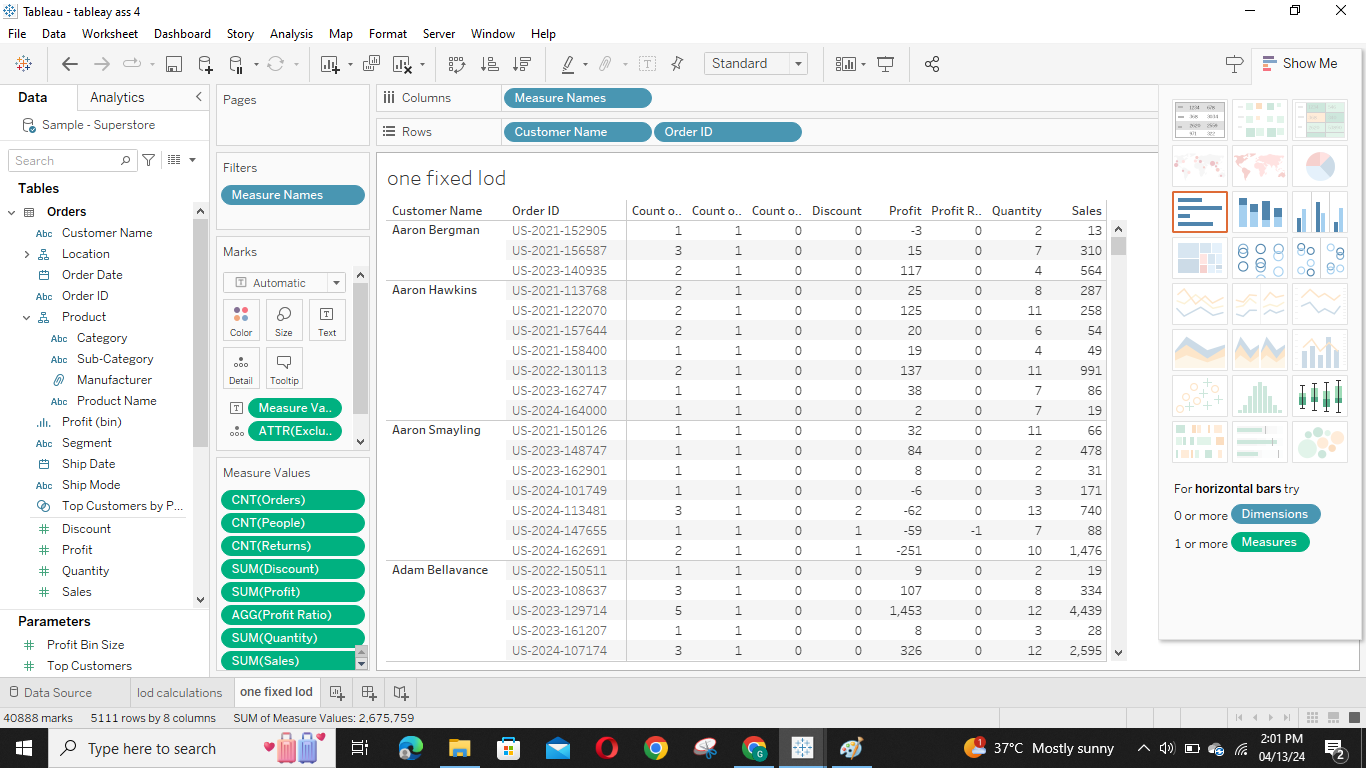 Tableau - tableay ass 4
File Data Worksheet Dashboard Story Analysis Map Format Server Window Help
Standard
Show Me
Data Analytics
Sample - Superstore
Search
Tables
Orders
Abc Customer Name
Location
Order Date
Abc Order ID
Product
Abc Category
Abc Sub-Category
Manufacturer
Abc Product Name
Profit (bin)
Abc Segment
Ship Date
Abc Ship Mode
Top Customers by P...
Discount
Profit
Quantity
Sales
Parameters
Profit Bin Size
Top Customers
Pages
Filters
Measure Names
Marks
Automatic
Color Size Text
Detail Tooltip
Measure Va..
ATTR(Exclu..
Measure Values
CNT(Orders)
CNT(People)
CNT(Returns)
SUM(Discount)
SUM(Profit)
AGG(Profit Ratio)
SUM(Quantity)
SUM(Sales)
Columns Measure Names
Rows Customer Name Order ID
one fixed lod
Customer Name Order ID Count o.. Count o.. Count o.. Discount Profit Profit R.. Quantity Sales
Aaron Bergman US-2021-152905 1 1 0 0 -3 0 2 13
US-2021-156587 3 1 0 0 15 0 7 310
US-2023-140935 2 1 0 0 117 0 4 564
Aaron Hawkins US-2021-113768 2 1 0 0 25 0 8 287
US-2021-122070 2 1 0 0 125 0 11 258
US-2021-157644 2 1 0 0 20 0 6 54
US-2021-158400 1 1 0 0 19 0 4 49
US-2022-130113 2 1 0 0 137 0 11 991
US-2023-162747 1 1 0 0 38 0 7 86
US-2024-164000 1 1 0 0 2 0 7 19
Aaron Smayling US-2021-150126 1 1 0 0 32 0 11 66
US-2023-148747 1 1 0 0 84 0 2 478
US-2023-162901 1 1 0 0 8 0 2 31
US-2024-101749 1 1 0 0 -6 0 3 171
US-2024-113481 3 1 0 2 -62 0 13 740
US-2024-147655 1 1 0 1 -59 -1 7 88
US-2024-162691 2 1 0 1 -251 0 10 1,476
Adam Bellavance US-2022-150511 1 1 0 0 9 0 2 19
US-2023-108637 3 1 0 0 107 0 8 334
US-2023-129714 5 1 0 0 1,453 0 12 4,439
US-2023-161207 1 1 0 0 8 0 3 28
US-2024-107174 3 1 0 0 326 0 12 2,595
For horizontal bars try
0 or more Dimensions
1 or more Measures
Data Source lod calculations one fixed lod
40888 marks 5111 rows by 8 columns SUM of Measure Values: 2,675,759
Type here to search
37°C Mostly sunny
2:01 PM
04/13/24